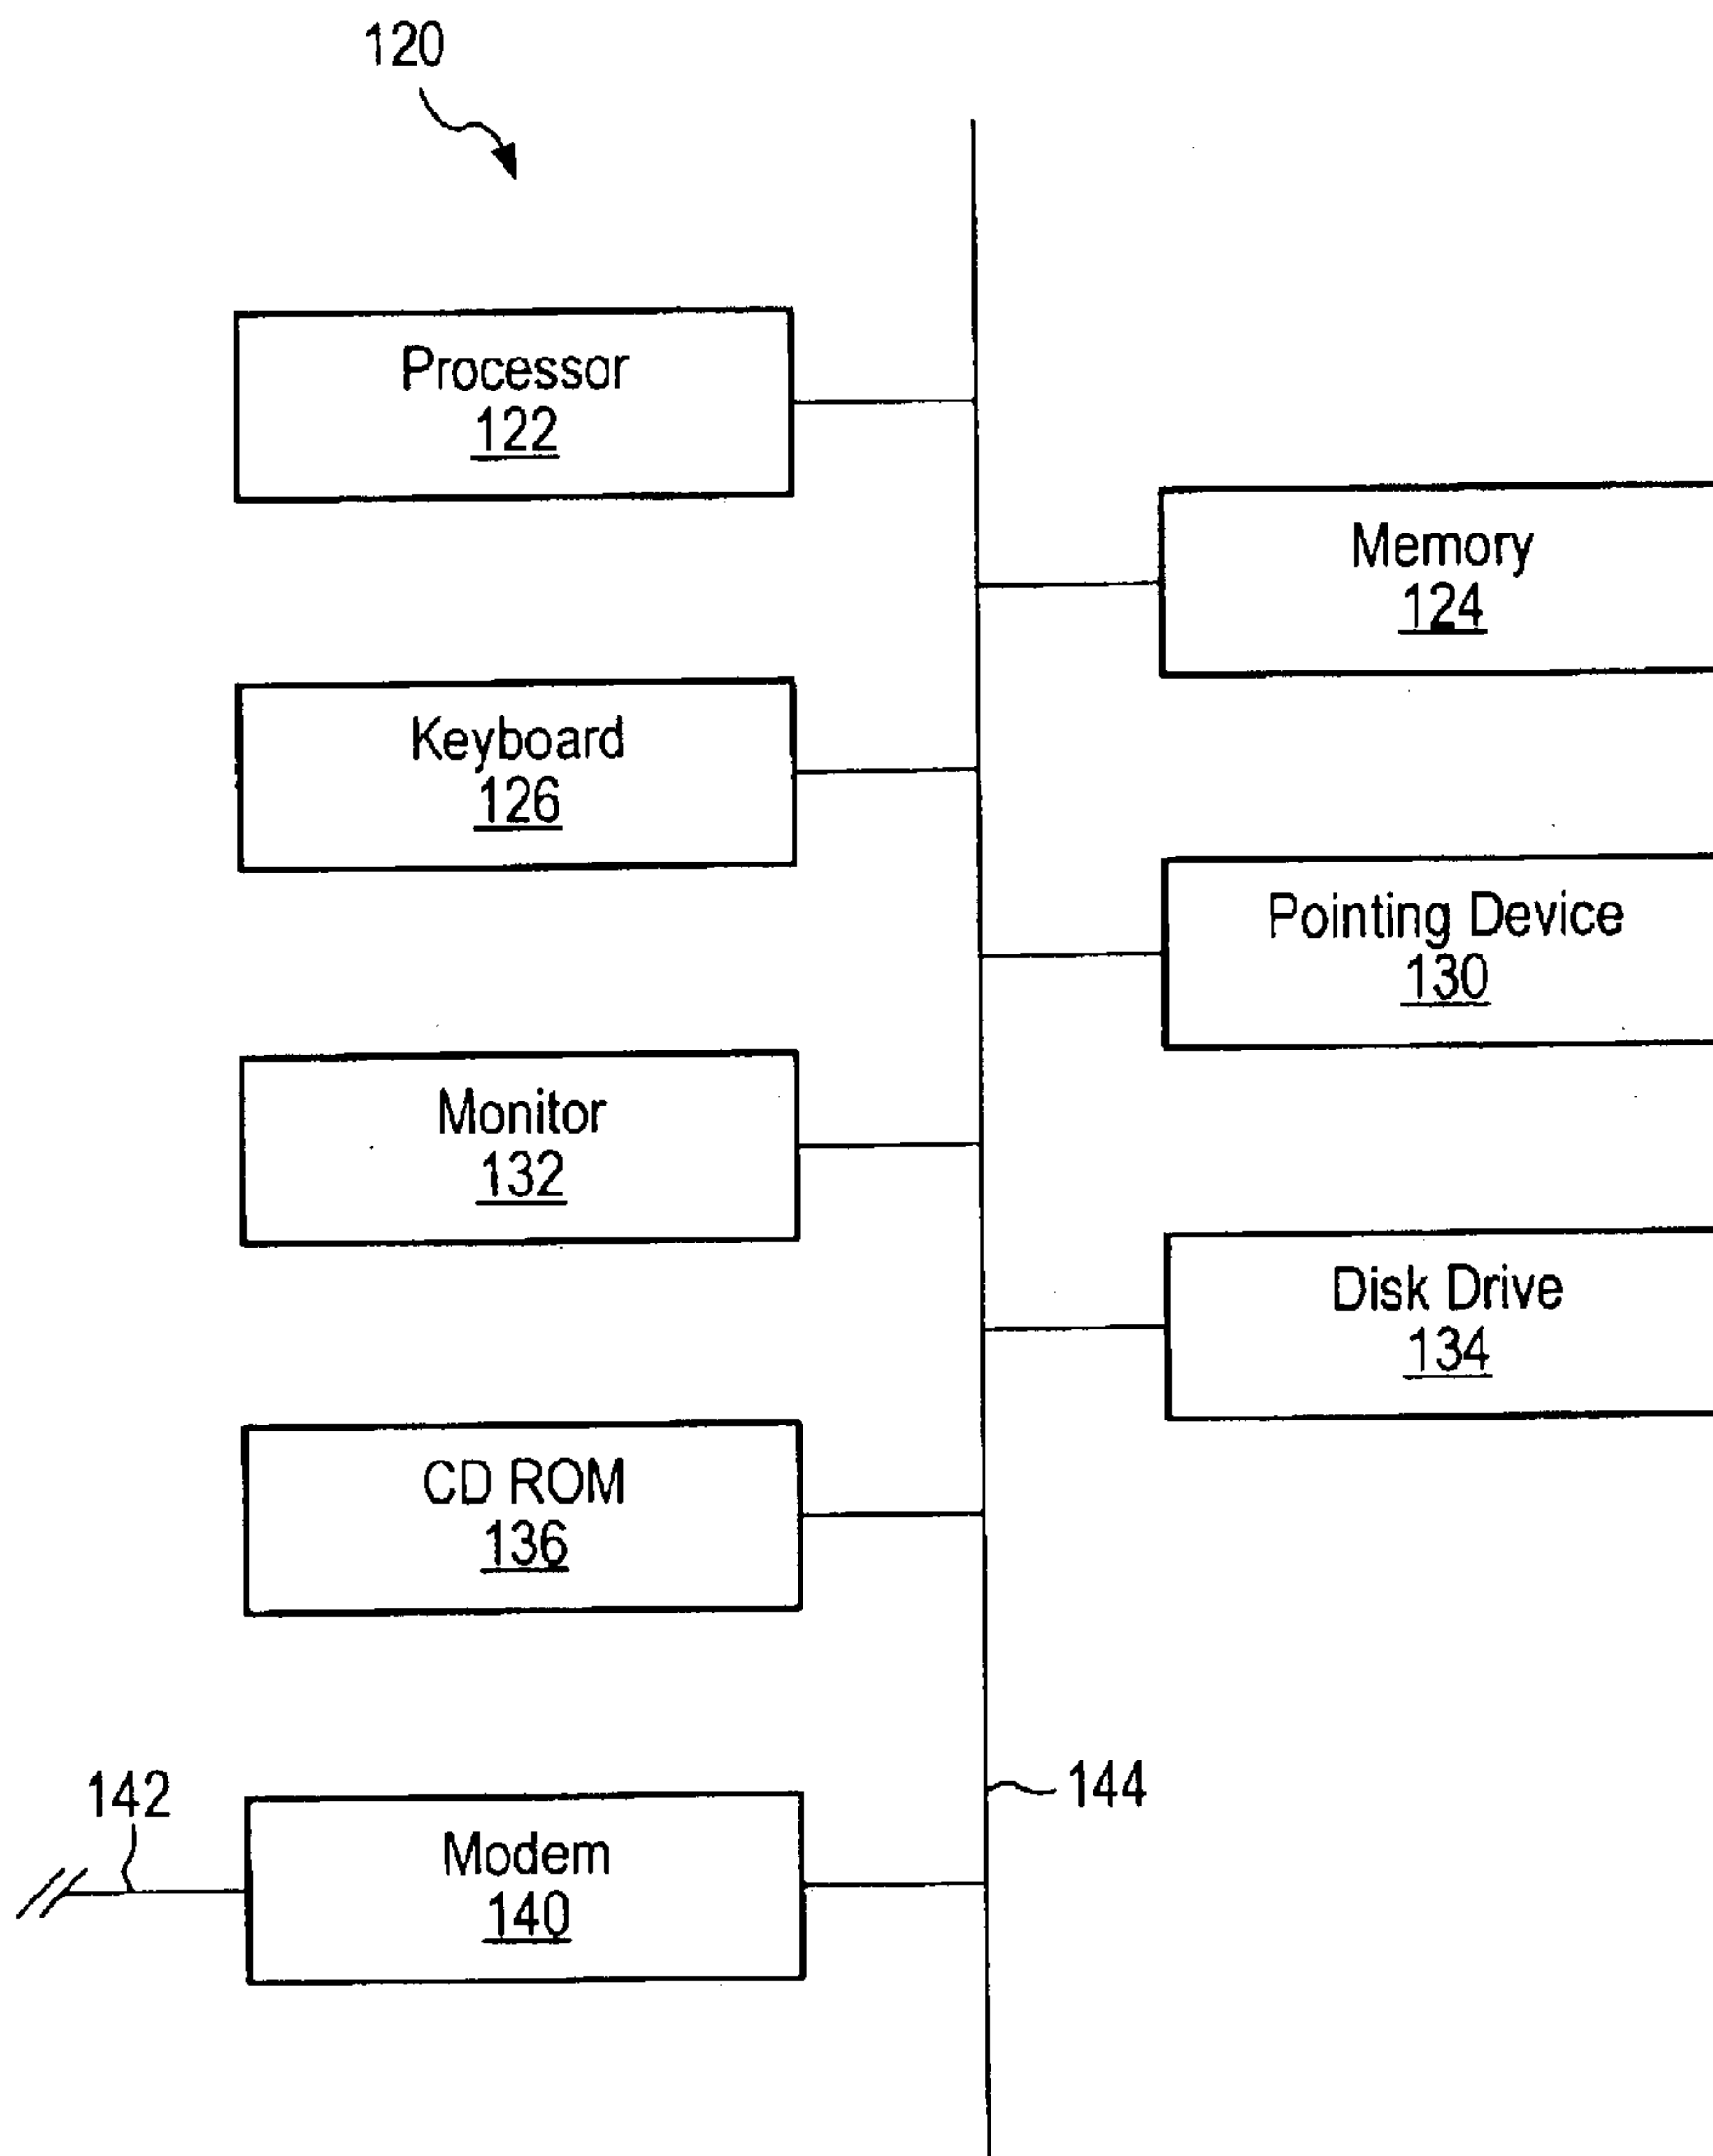 120
Processor
122
Memory
124
Keyboard
126
Pointing Device
130
Monitor
132
Disk Drive
134
CD ROM
136
142
144
Modem
140